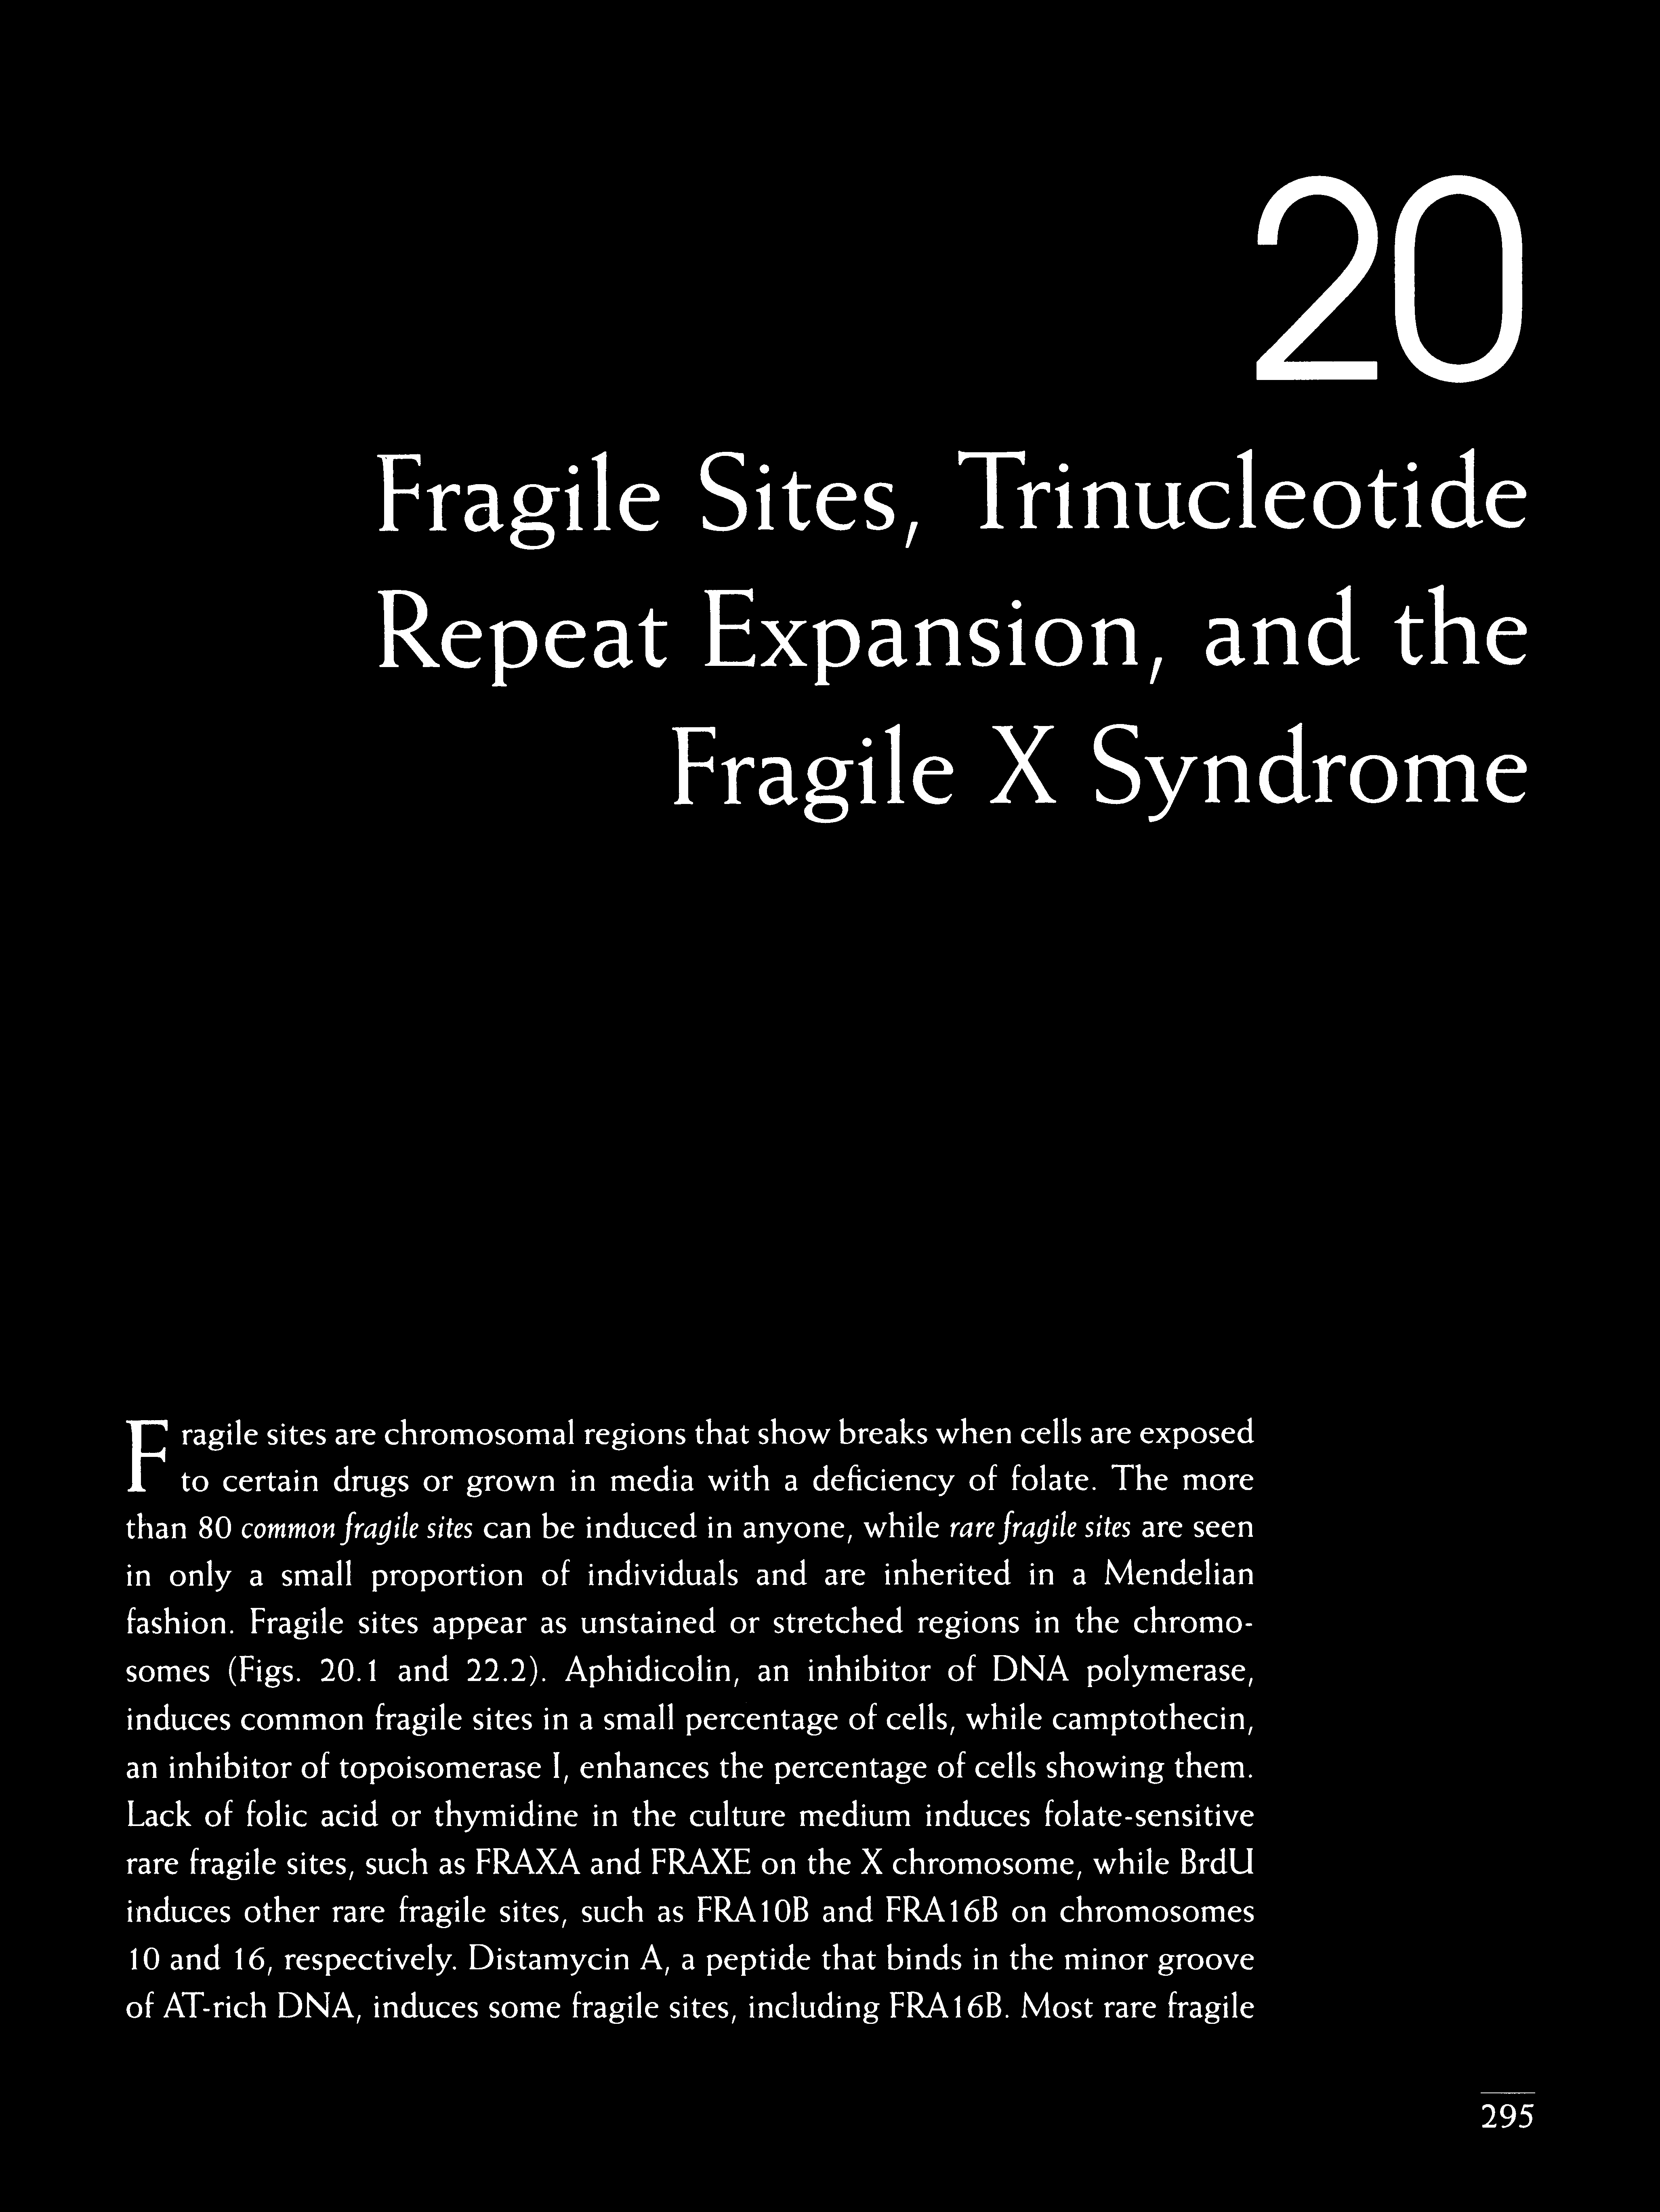 20
Fragile Sites, Trinucleotide
Repeat Expansion, and the
Fragile X Syndrome
Fragile sites are chromosomal regions that show breaks when cells are exposed
to certain drugs or grown in media with a deficiency of folate. The more
than 80 common fragile sites can be induced in anyone, while rare fragile sites are seen
in only a small proportion of individuals and are inherited in a Mendelian
fashion. Fragile sites appear as unstained or stretched regions in the chromo-
somes (Figs. 20.1 and 22.2). Aphidicolin, an inhibitor of DNA polymerase,
induces common fragile sites in a small percentage of cells, while camptothecin,
an inhibitor of topoisomerase I, enhances the percentage of cells showing them.
Lack of folic acid or thymidine in the culture medium induces folate-sensitive
rare fragile sites, such as FRAXA and FRAXE on the X chromosome, while BrdU
induces other rare fragile sites, such as FRA10B and FRA16B on chromosomes
10 and 16, respectively. Distamycin A, a peptide that binds in the minor groove
of AT-rich DNA, induces some fragile sites, including FRA16B. Most rare fragile
295